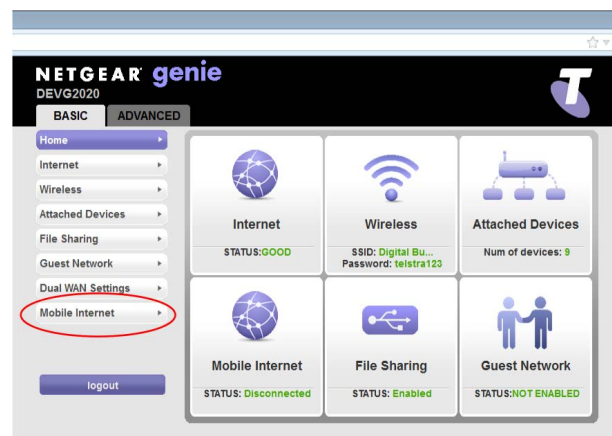 NETGEAR genie
DEVG2020
BASIC ADVANCED
Home
Internet
Wireless
Attached Devices
File Sharing
Guest Network
Dual WAN Settings
Mobile Internet
logout
Internet
STATUS:GOOD
Wireless
SSID: Digital Bu...
Password: telstra123
Attached Devices
Num of devices: 9
Mobile Internet
STATUS: Disconnected
File Sharing
STATUS: Enabled
Guest Network
STATUS:NOT ENABLED